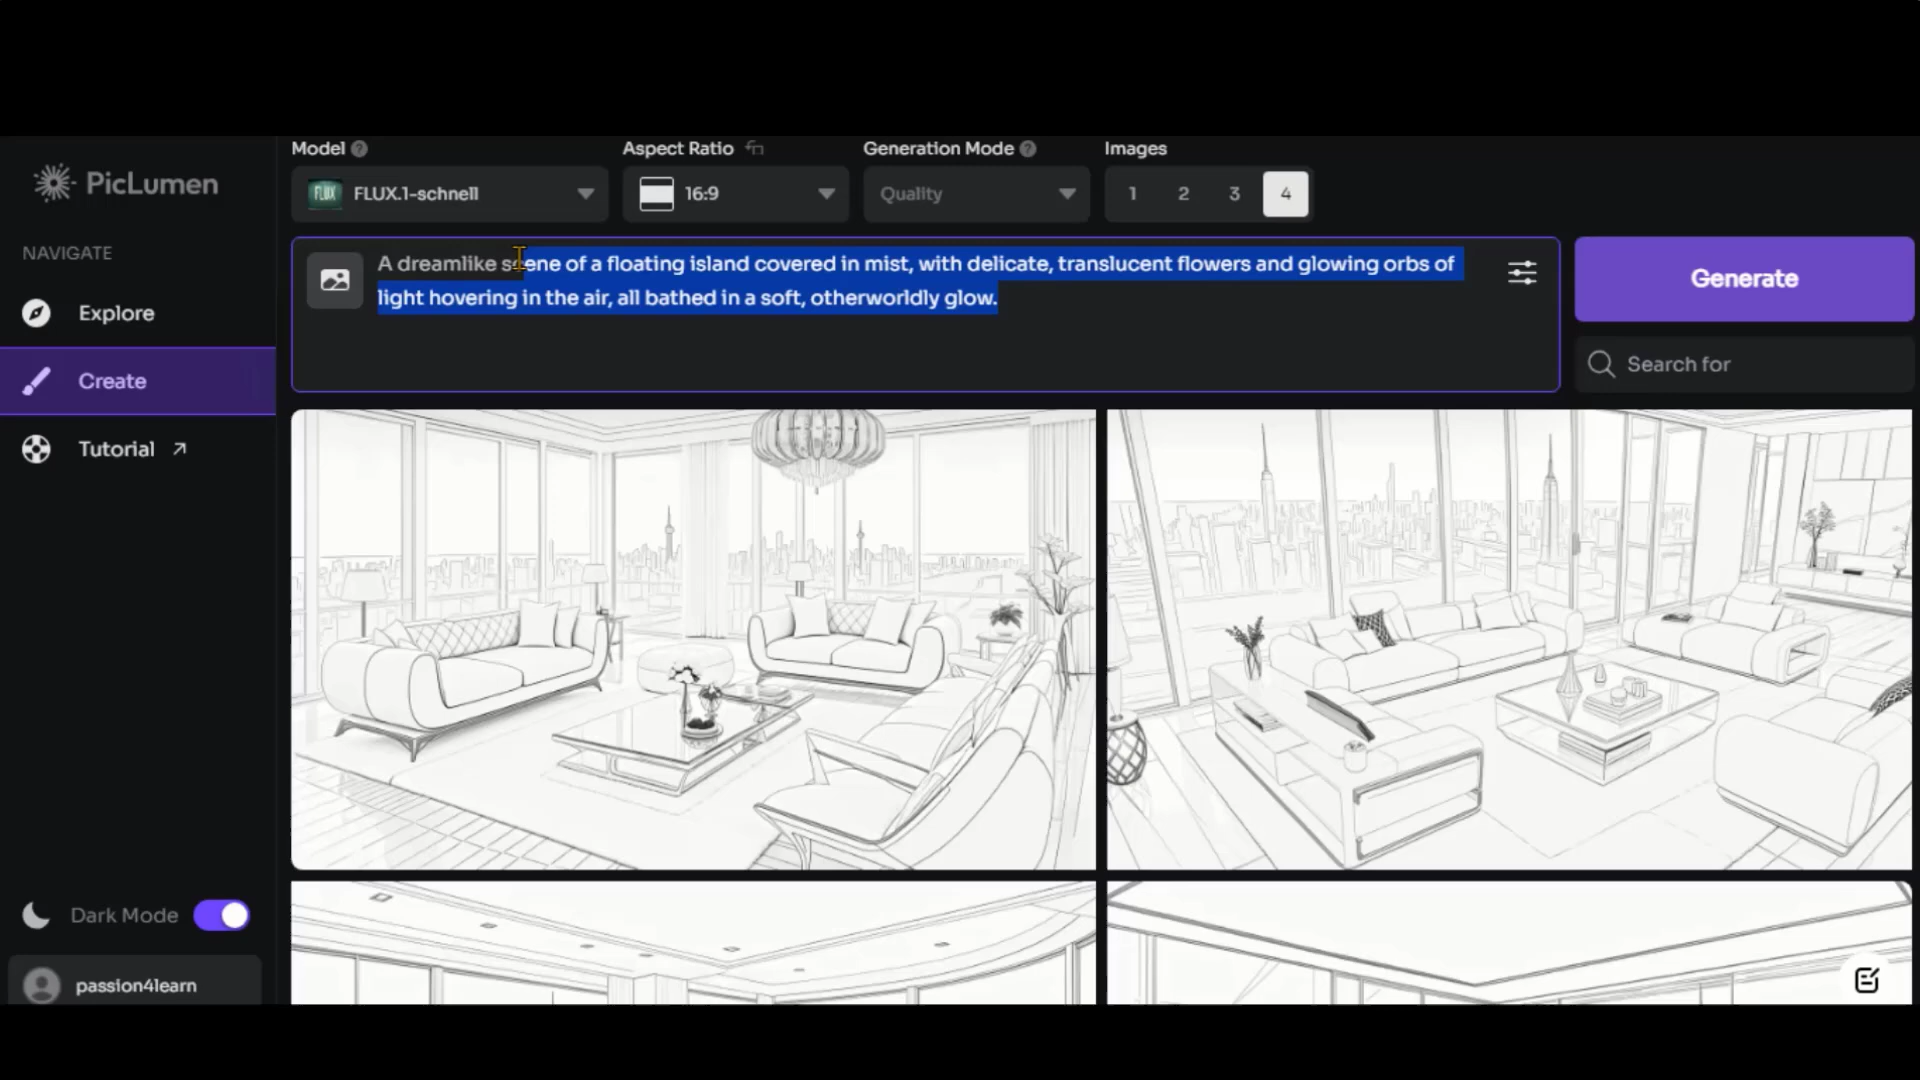 PicLumen
NAVIGATE
Explore
Create
Tutorial
Dark Mode
passion4learn
Model
Aspect Ratio
Generation Mode
Images
FLUX
FLUX.1-schnell
16:9
Quality
1 2 3 4
A dreamlike scene of a floating island covered in mist, with delicate, translucent flowers and glowing orbs of
light hovering in the air, all bathed in a soft, otherworldly glow.
Generate
Search for